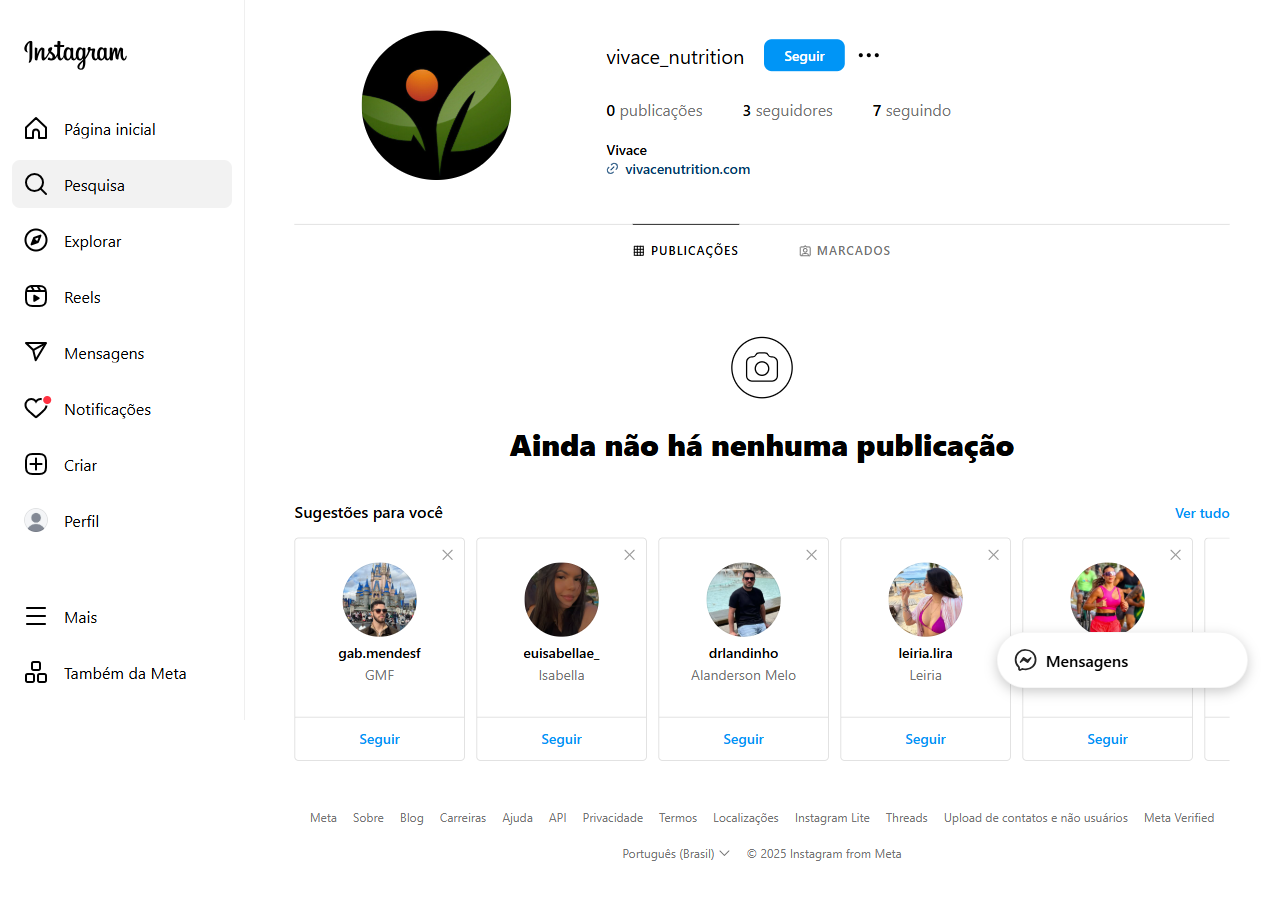 Instagram
Página inicial
Pesquisa
Explorar
Reels
Mensagens
Notificações
Criar
Perfil
Mais
Também da Meta
vivace_nutrition Seguir
0 publicações 3 seguidores 7 seguindo
Vivace
vivacenutrition.com
PUBLICAÇÕES MARCADOS
Ainda não há nenhuma publicação
Sugestões para você Ver tudo
gab.mendesf euisabellae_ drlandinho leiria.lira
GMF Isabella Alanderson Melo Leiria
Mensagens
Seguir Seguir Seguir Seguir Seguir
Meta Sobre Blog Carreiras Ajuda API Privacidade Termos Localizações Instagram Lite Threads Upload de contatos e não usuários Meta Verified
Português (Brasil) © 2025 Instagram from Meta